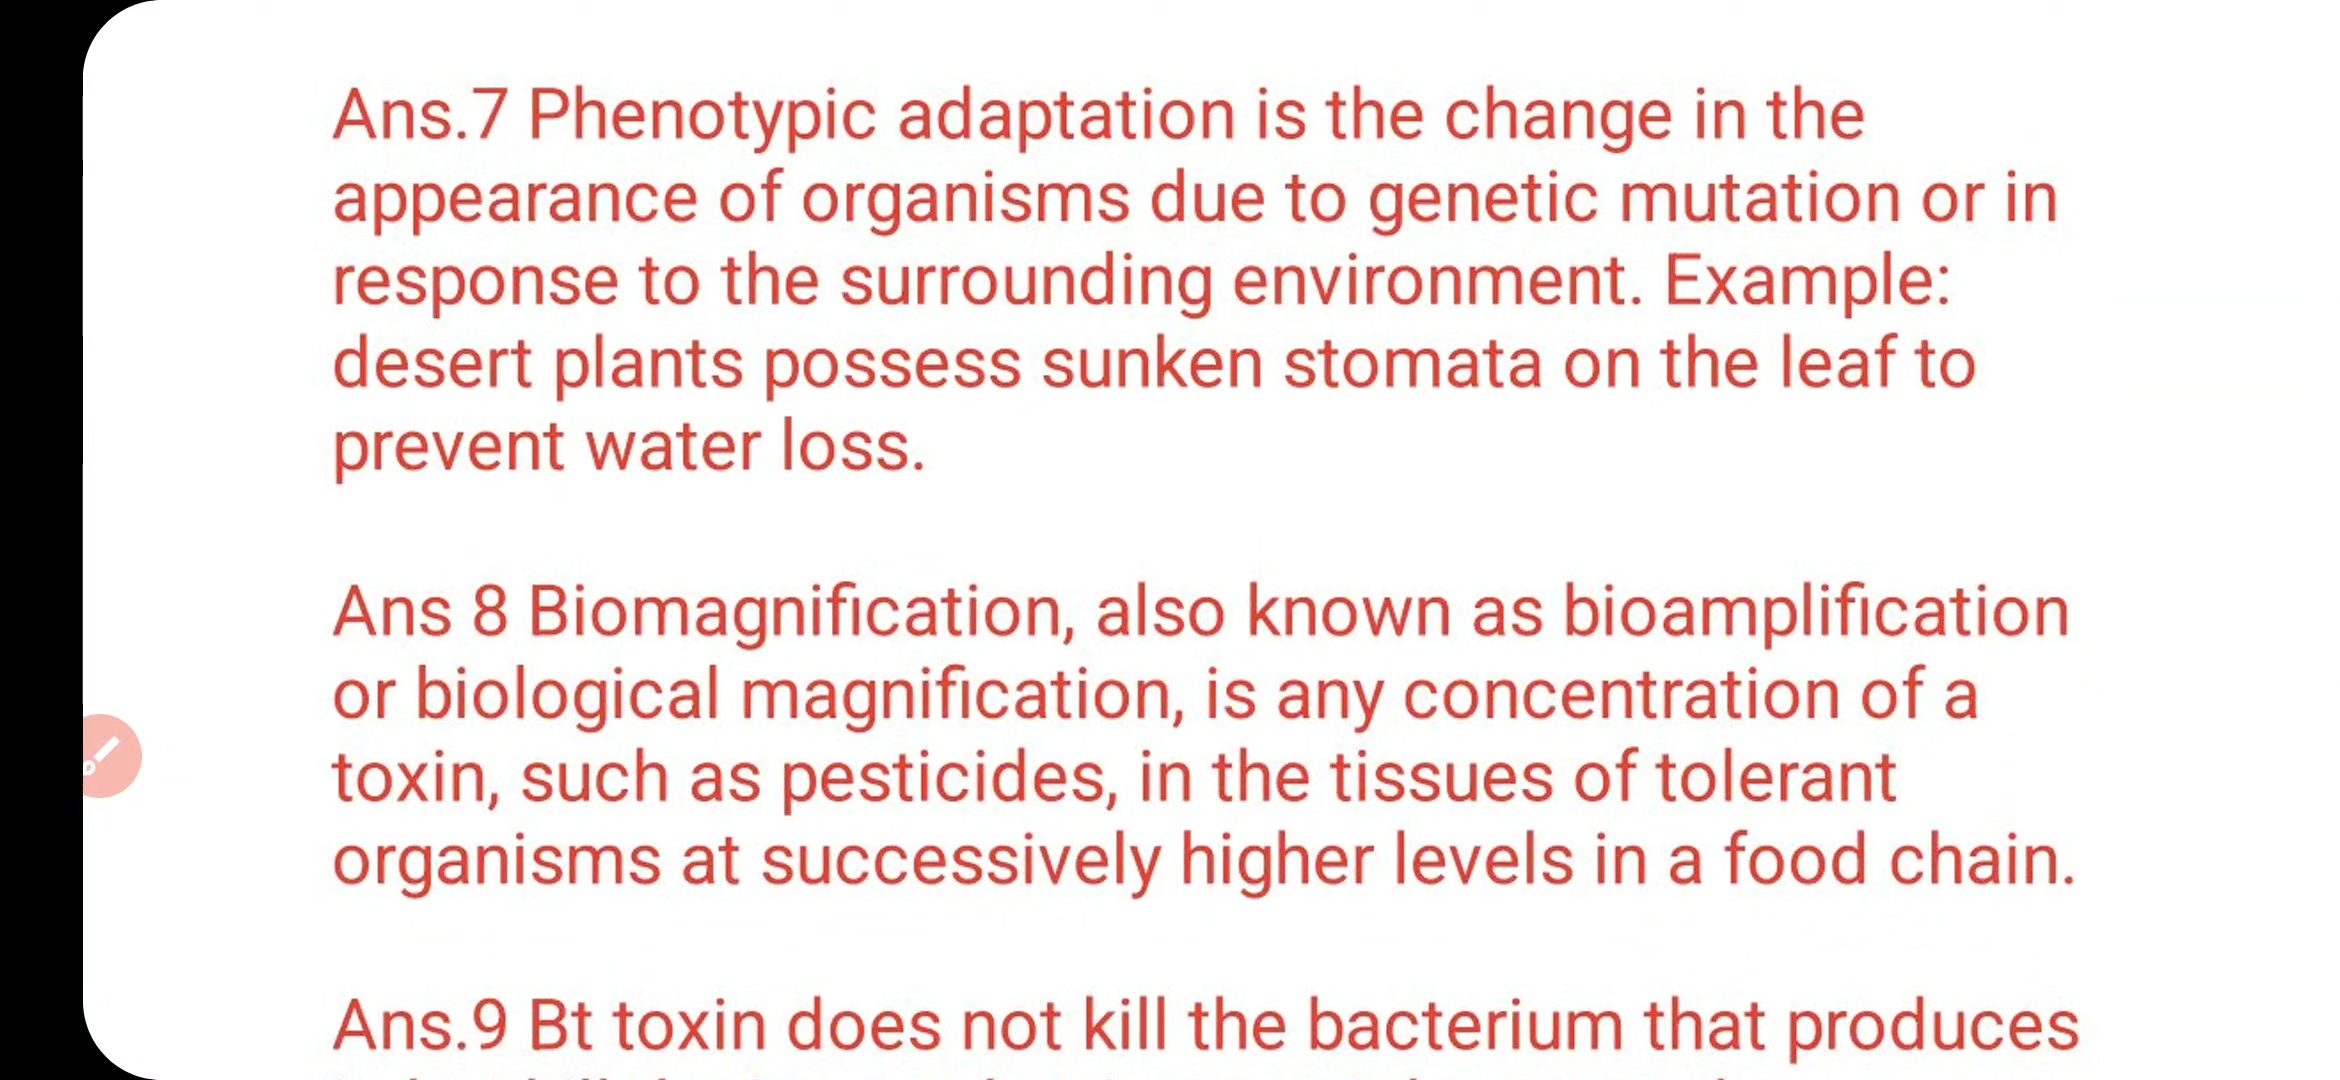 Ans.7 Phenotypic adaptation is the change in the
appearance of organisms due to genetic mutation or in
response to the surrounding environment. Example:
desert plants possess sunken stomata on the leaf to
prevent water loss.
Ans 8 Biomagnification, also known as bioamplification
or biological magnification, is any concentration of a
toxin, such as pesticides, in the tissues of tolerant
organisms at successively higher levels in a food chain.
Ans.9 Bt toxin does not kill the bacterium that produces